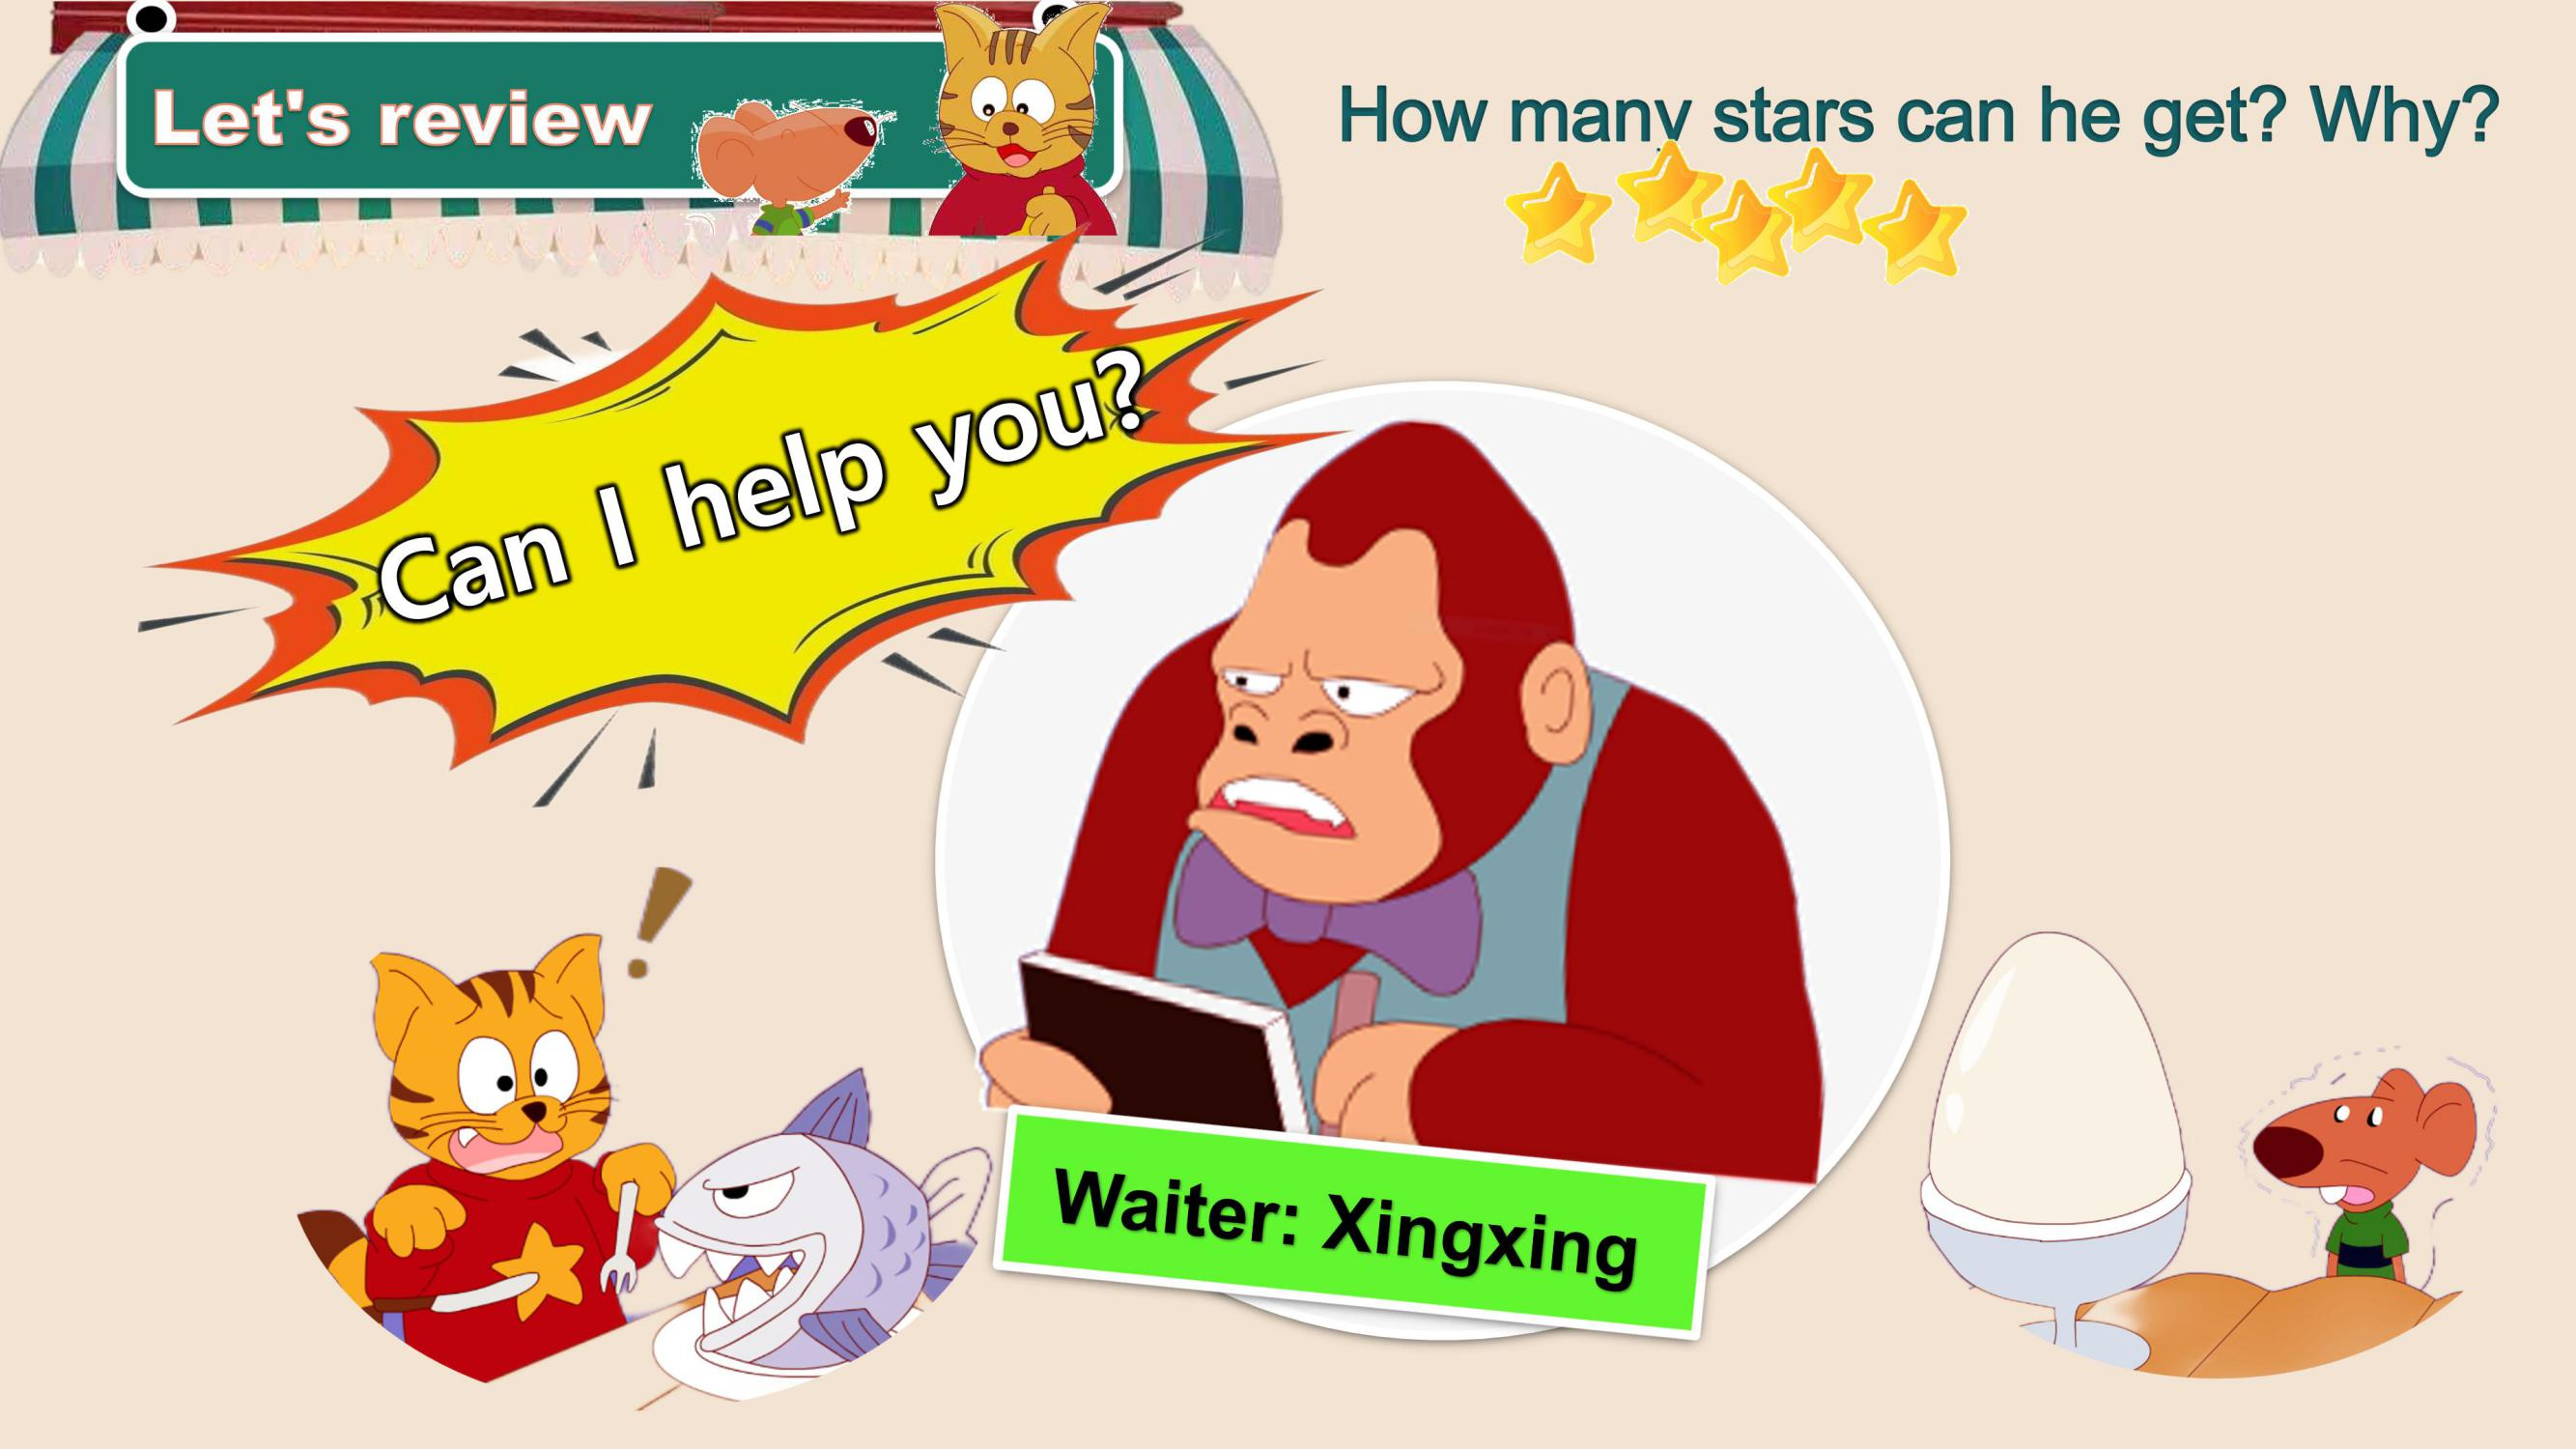 Let's review
How many stars can he get? Why?
Can I help you?
!
Waiter: Xingxing